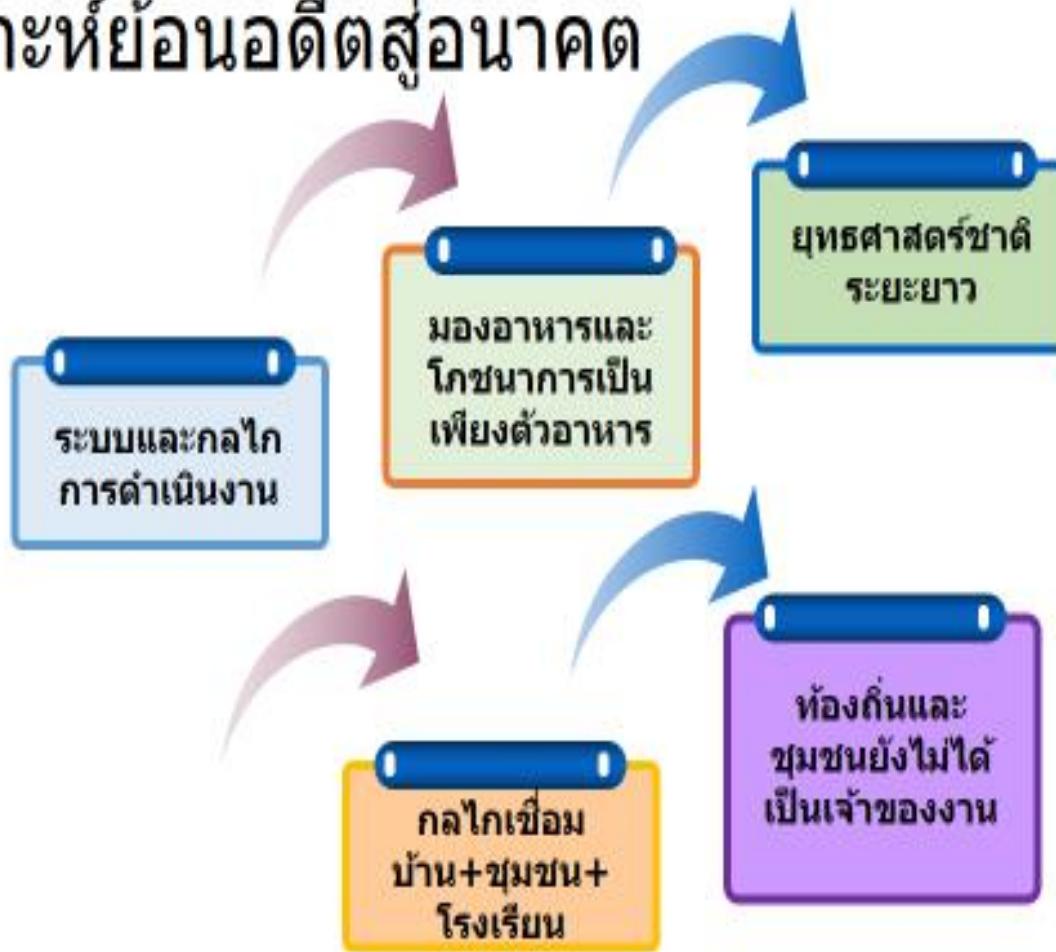 าะห์ย้อนอดีตสู่อนาคต
ยุทธศาสตร์ชาติ
ระยะยาว
มองอาหารและ
โภชนาการเป็น
เพียงตัวอาหาร
ระบบและกลไก
การดำเนินงาน
ท้องถิ่นและ
ชุมชนยังไม่ได้
เป็นเจ้าของงาน
กลไกเชื่อม
บ้าน+ชุมชน+
โรงเรียน